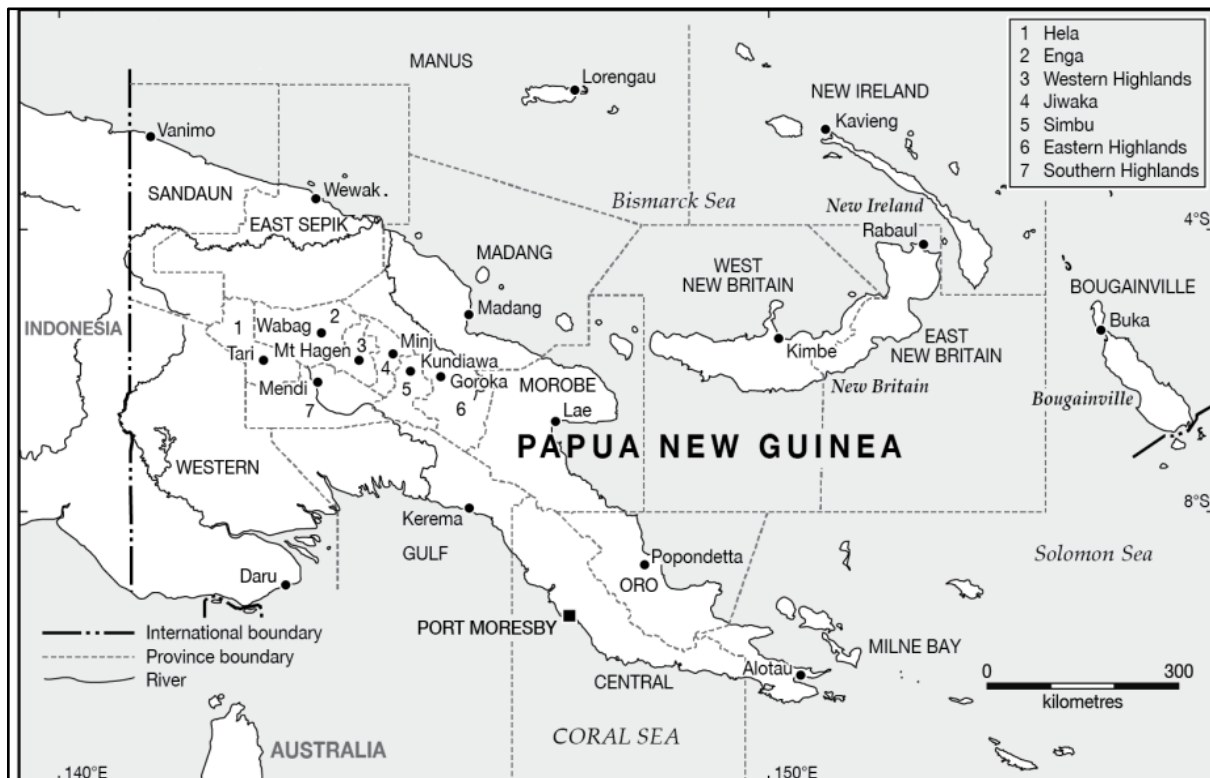 MANUS
Lorengau
NEW IRELAND
Kavieng
1 Hela
2 Enga
3 Western Highlands
4 Jiwaka
5 Simbu
6 Eastern Highlands
7 Southern Highlands
Vanimo
SANDAUN
Wewak
EAST SEPIK
Bismarck Sea
New Ireland
Rabaul
4°S
MADANG
Madang
WEST
NEW BRITAIN
BOUGAINVILLE
Buka
INDONESIA
1
Wabag
2
Tari
Mt Hagen
3
Minj
4
Kundiawa
5
Goroka
6
Mendi
7
MOROBE
Lae
Kimbe
EAST
NEW BRITAIN
New Britain
Bougainville
PAPUA NEW GUINEA
WESTERN
Kerema
GULF
8°S
Daru
Popondetta
ORO
Solomon Sea
PORT MORESBY
International boundary
Province boundary
River
MILNE BAY
Alotau
CENTRAL
0 300
kilometres
CORAL SEA
AUSTRALIA
140°E
150°E